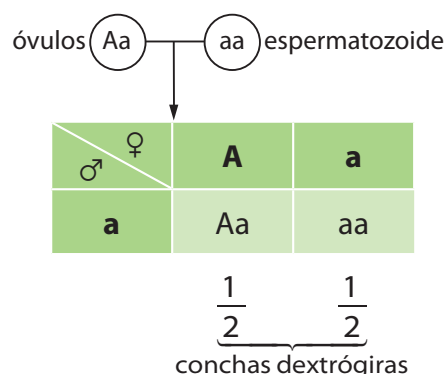 óvulos Aa aa espermatozoide
♂ ♀ A a
a Aa aa
1/2 1/2
conchas dextrógiras